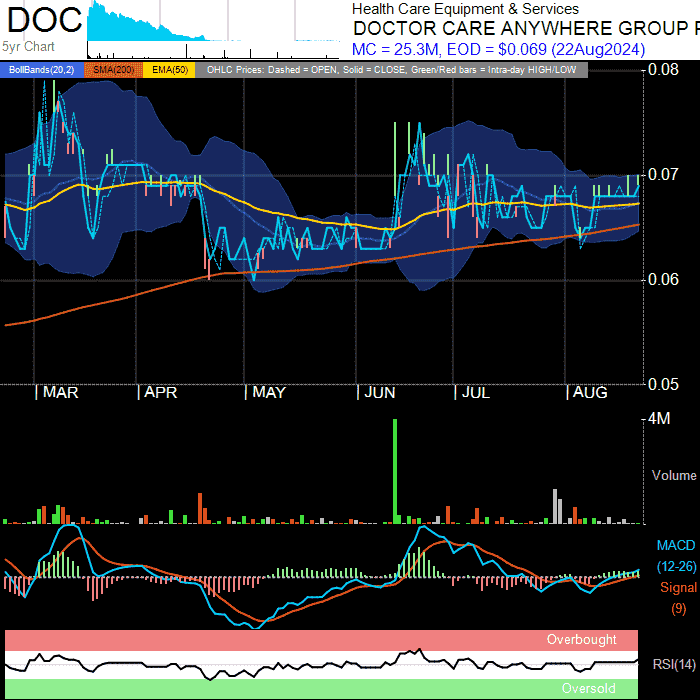 DOC
5yr Chart
Health Care Equipment & Services
DOCTOR CARE ANYWHERE GROUP
MC = 25.3M, EOD = $0.069 (22Aug2024)
BollBands(20,2) SMA(200) EMA(50) OHLC Prices: Dashed = OPEN, Solid = CLOSE, Green/Red bars = Intra-day HIGH/LOW
0.08
0.07
0.06
0.05
MAR APR MAY JUN JUL AUG
4M
Volume
MACD
(12-26)
Signal
(9)
Overbought
RSI(14)
Oversold